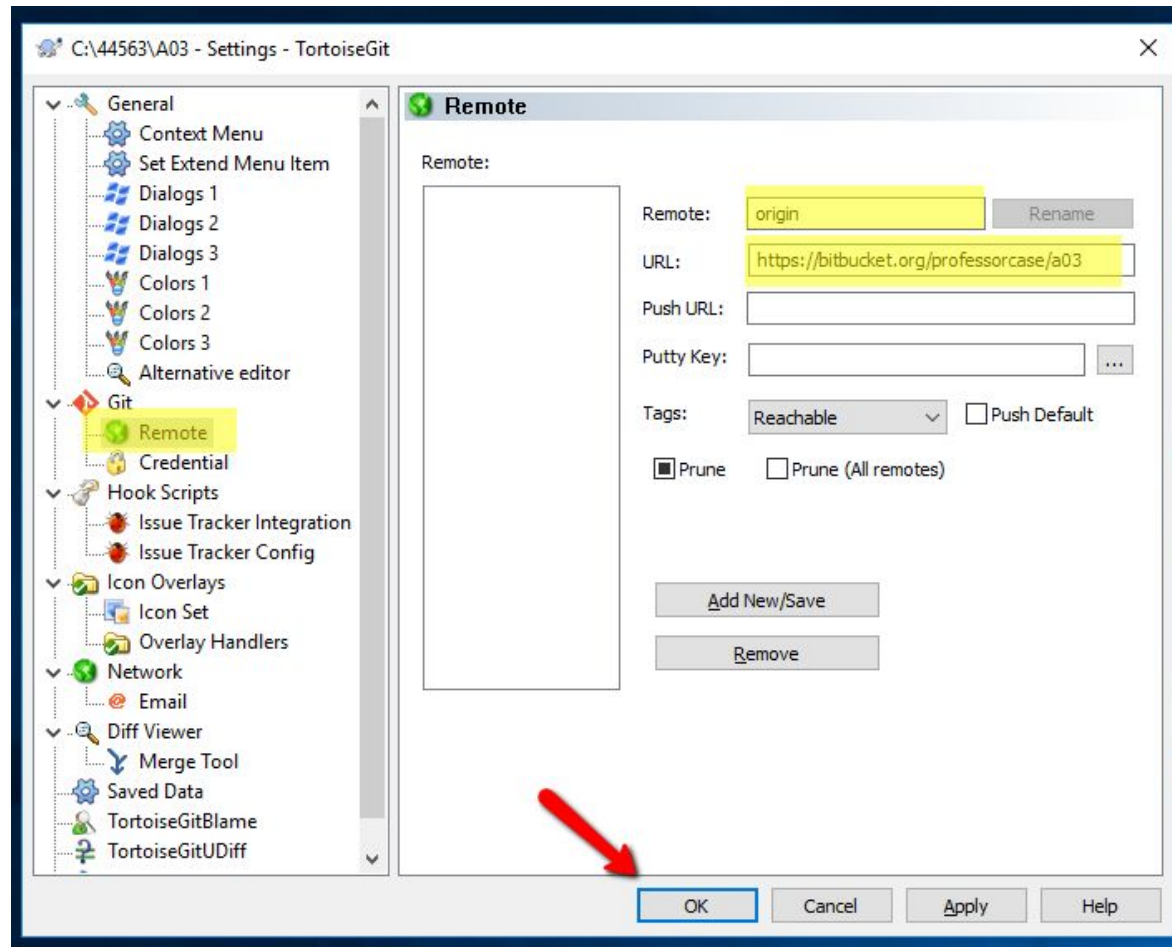 C:\44563\A03 - Settings - TortoiseGit
General
Context Menu
Set Extend Menu Item
Dialogs 1
Dialogs 2
Dialogs 3
Colors 1
Colors 2
Colors 3
Alternative editor
Git
Remote
Credential
Hook Scripts
Issue Tracker Integration
Issue Tracker Config
Icon Overlays
Icon Set
Overlay Handlers
Network
Email
Diff Viewer
Merge Tool
Saved Data
TortoiseGitBlame
TortoiseGitUDiff
Remote
Remote:
Remote: origin Rename
URL: https://bitbucket.org/professorcase/a03
Push URL:
Putty Key: ...
Tags: Reachable Push Default
Prune Prune (All remotes)
Add New/Save
Remove
OK Cancel Apply Help